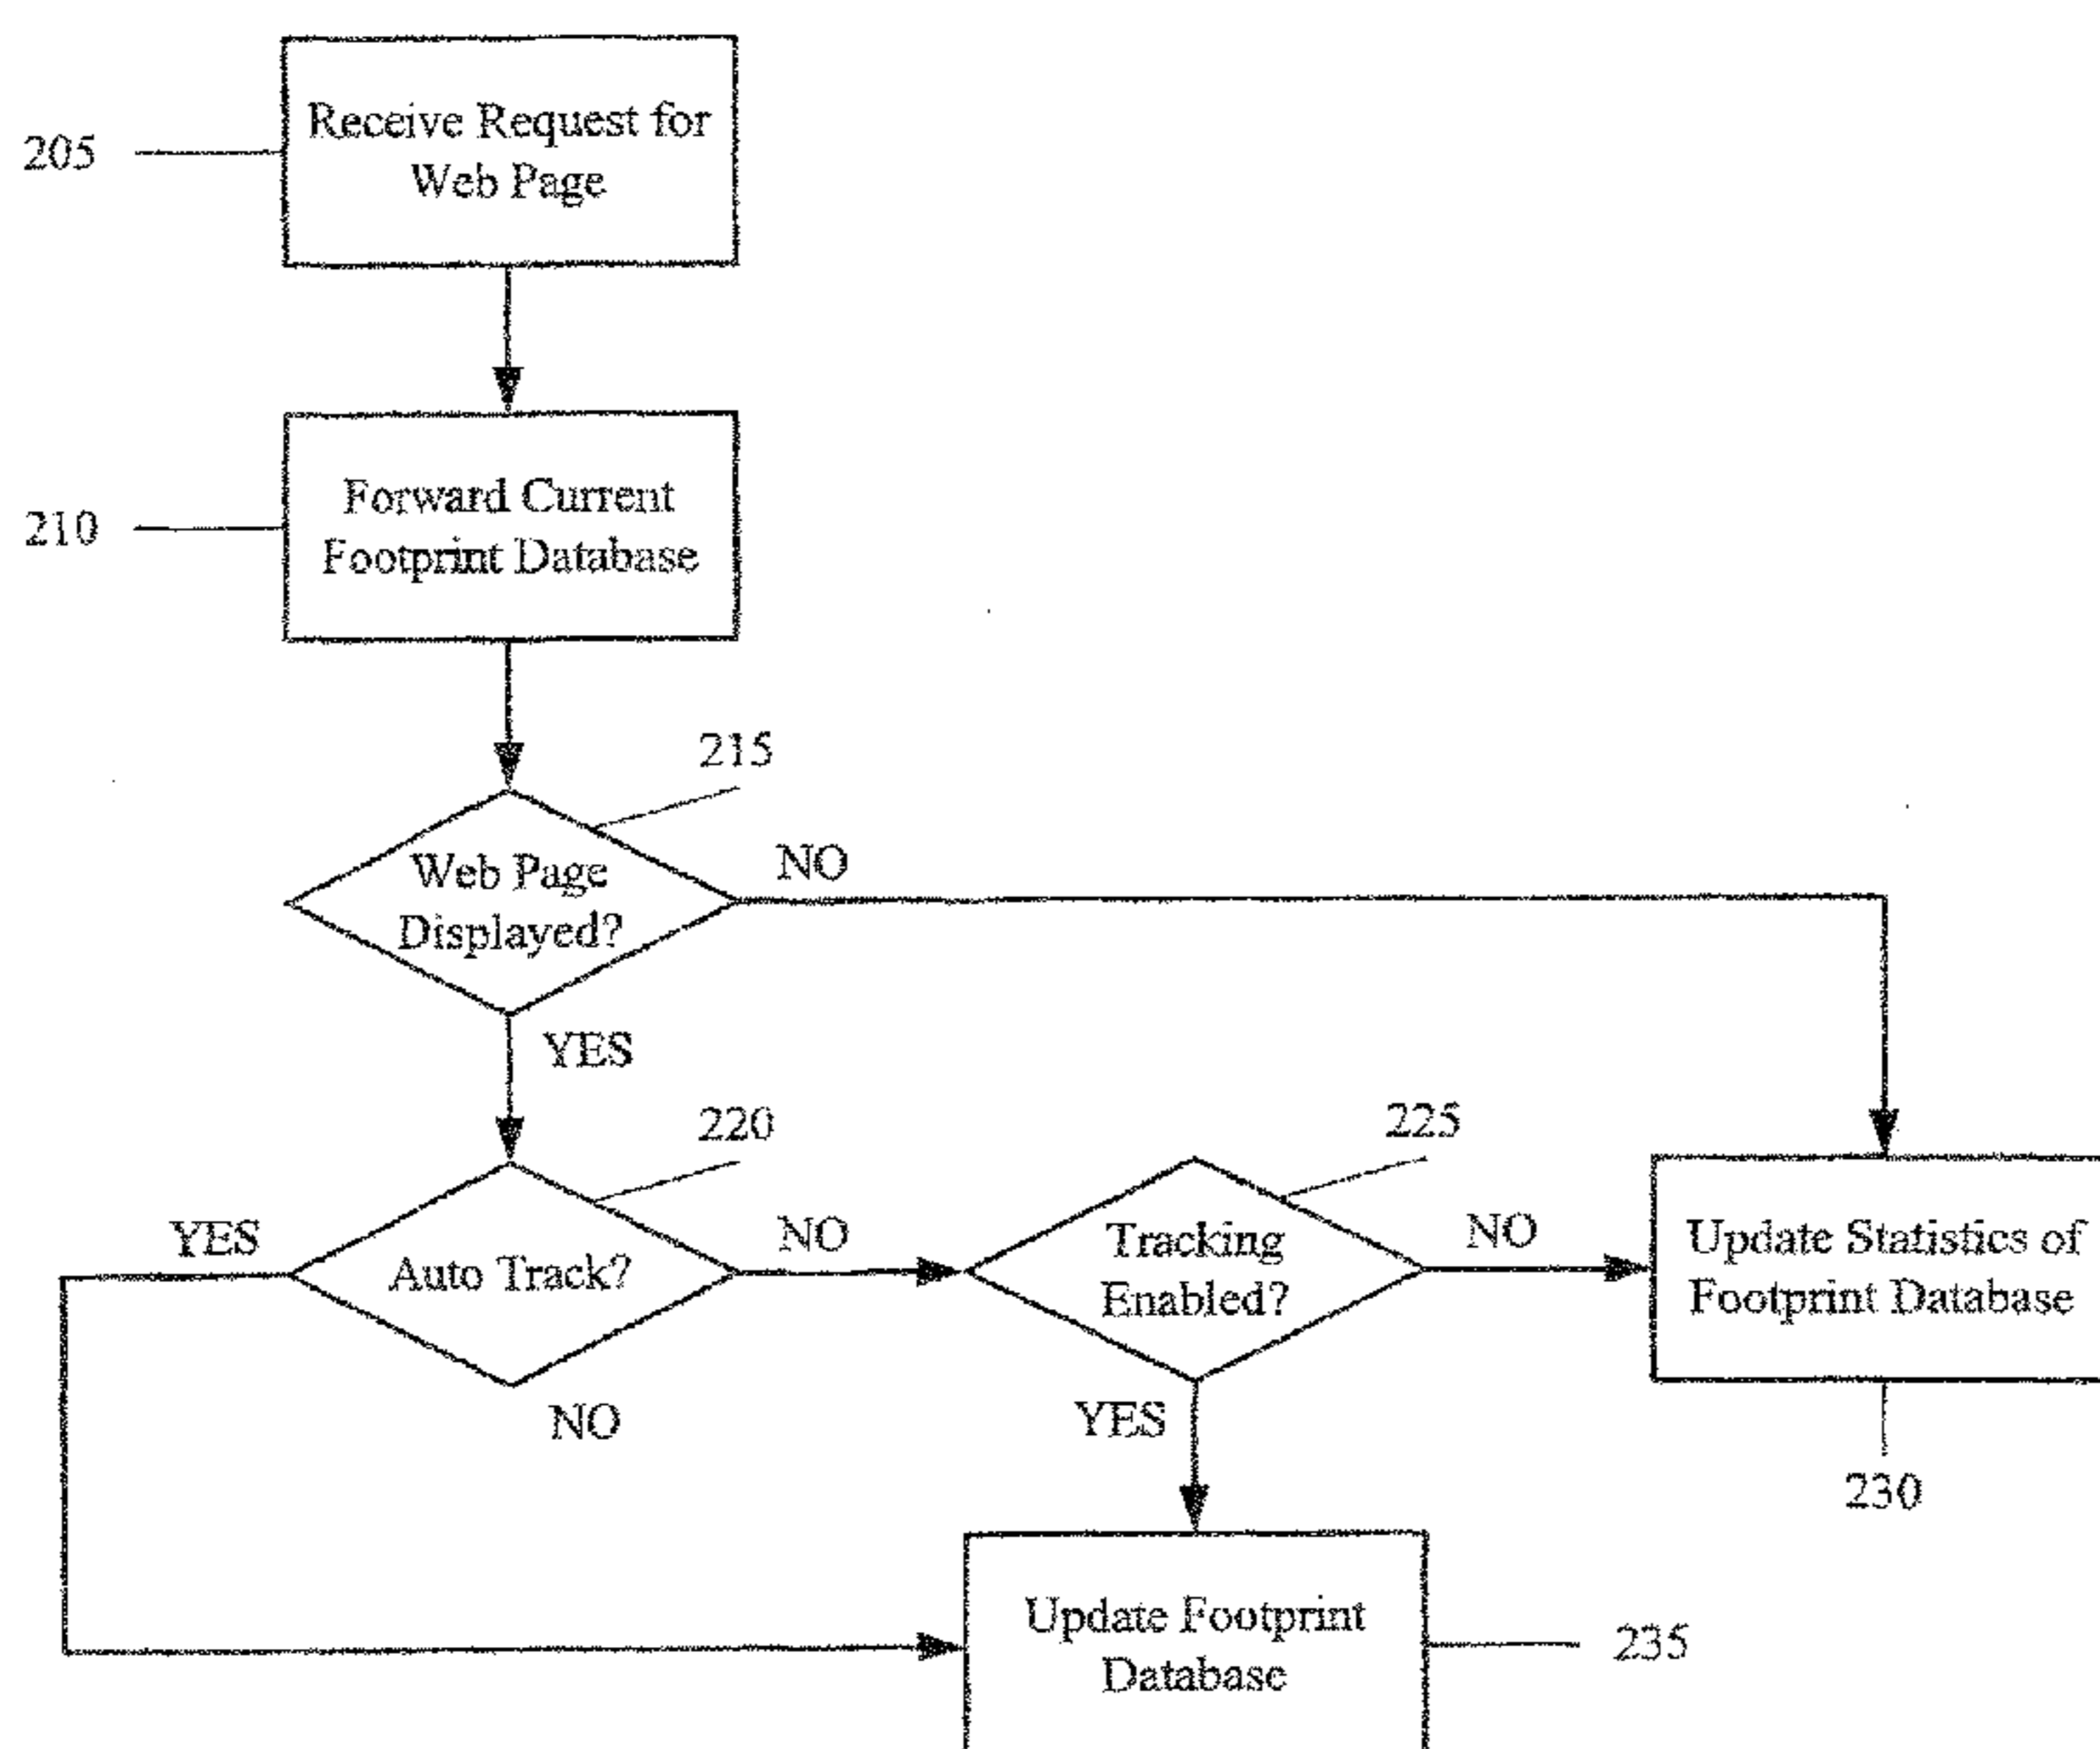 205
Receive Request for
Web Page
210
Forward Current
Footprint Database
215
Web Page
Displayed?
NO
YES
220
225
YES
Auto Track?
NO
Tracking
Enabled?
NO
Update Statistics of
Footprint Database
NO
YES
230
Update Footprint
Database
235